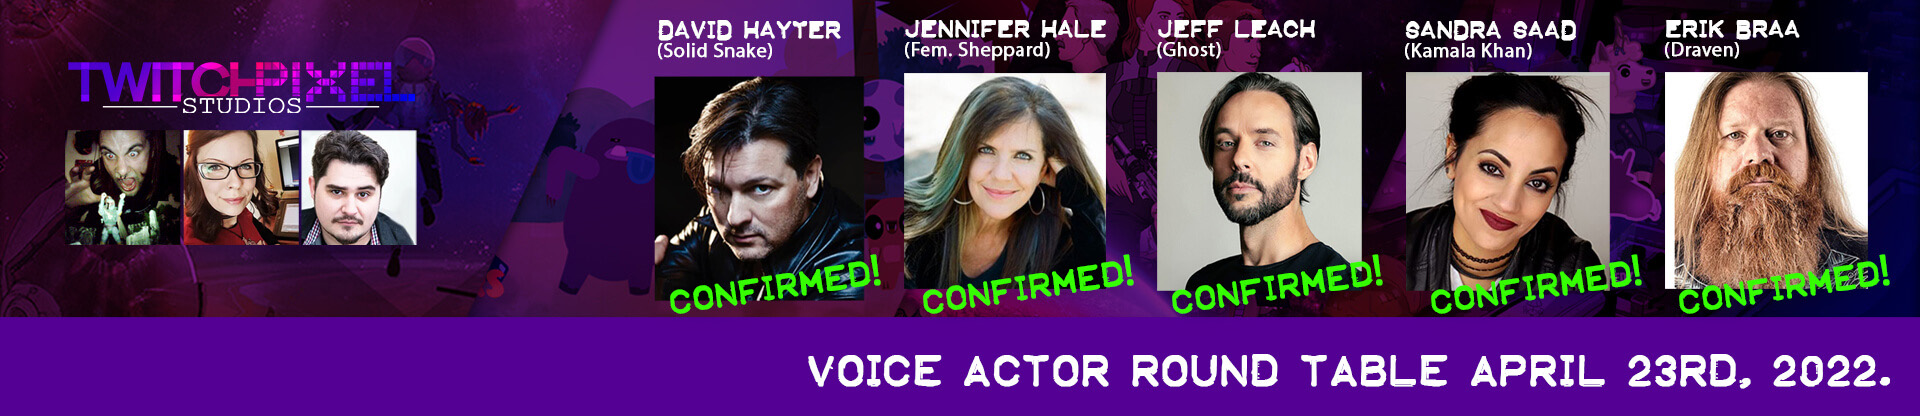 TWITCHPIXEL
STUDIOS
DAVID HAYTER
(Solid Snake)
CONFIRMED!
JENNIFER HALE
(Fem. Sheppard)
CONFIRMED!
JEFF LEACH
(Ghost)
CONFIRMED!
SANDRA SAAD
(Kamala Khan)
CONFIRMED!
ERIK BRAA
(Draven)
CONFIRMED!
VOICE ACTOR ROUND TABLE APRIL 23RD, 2022.